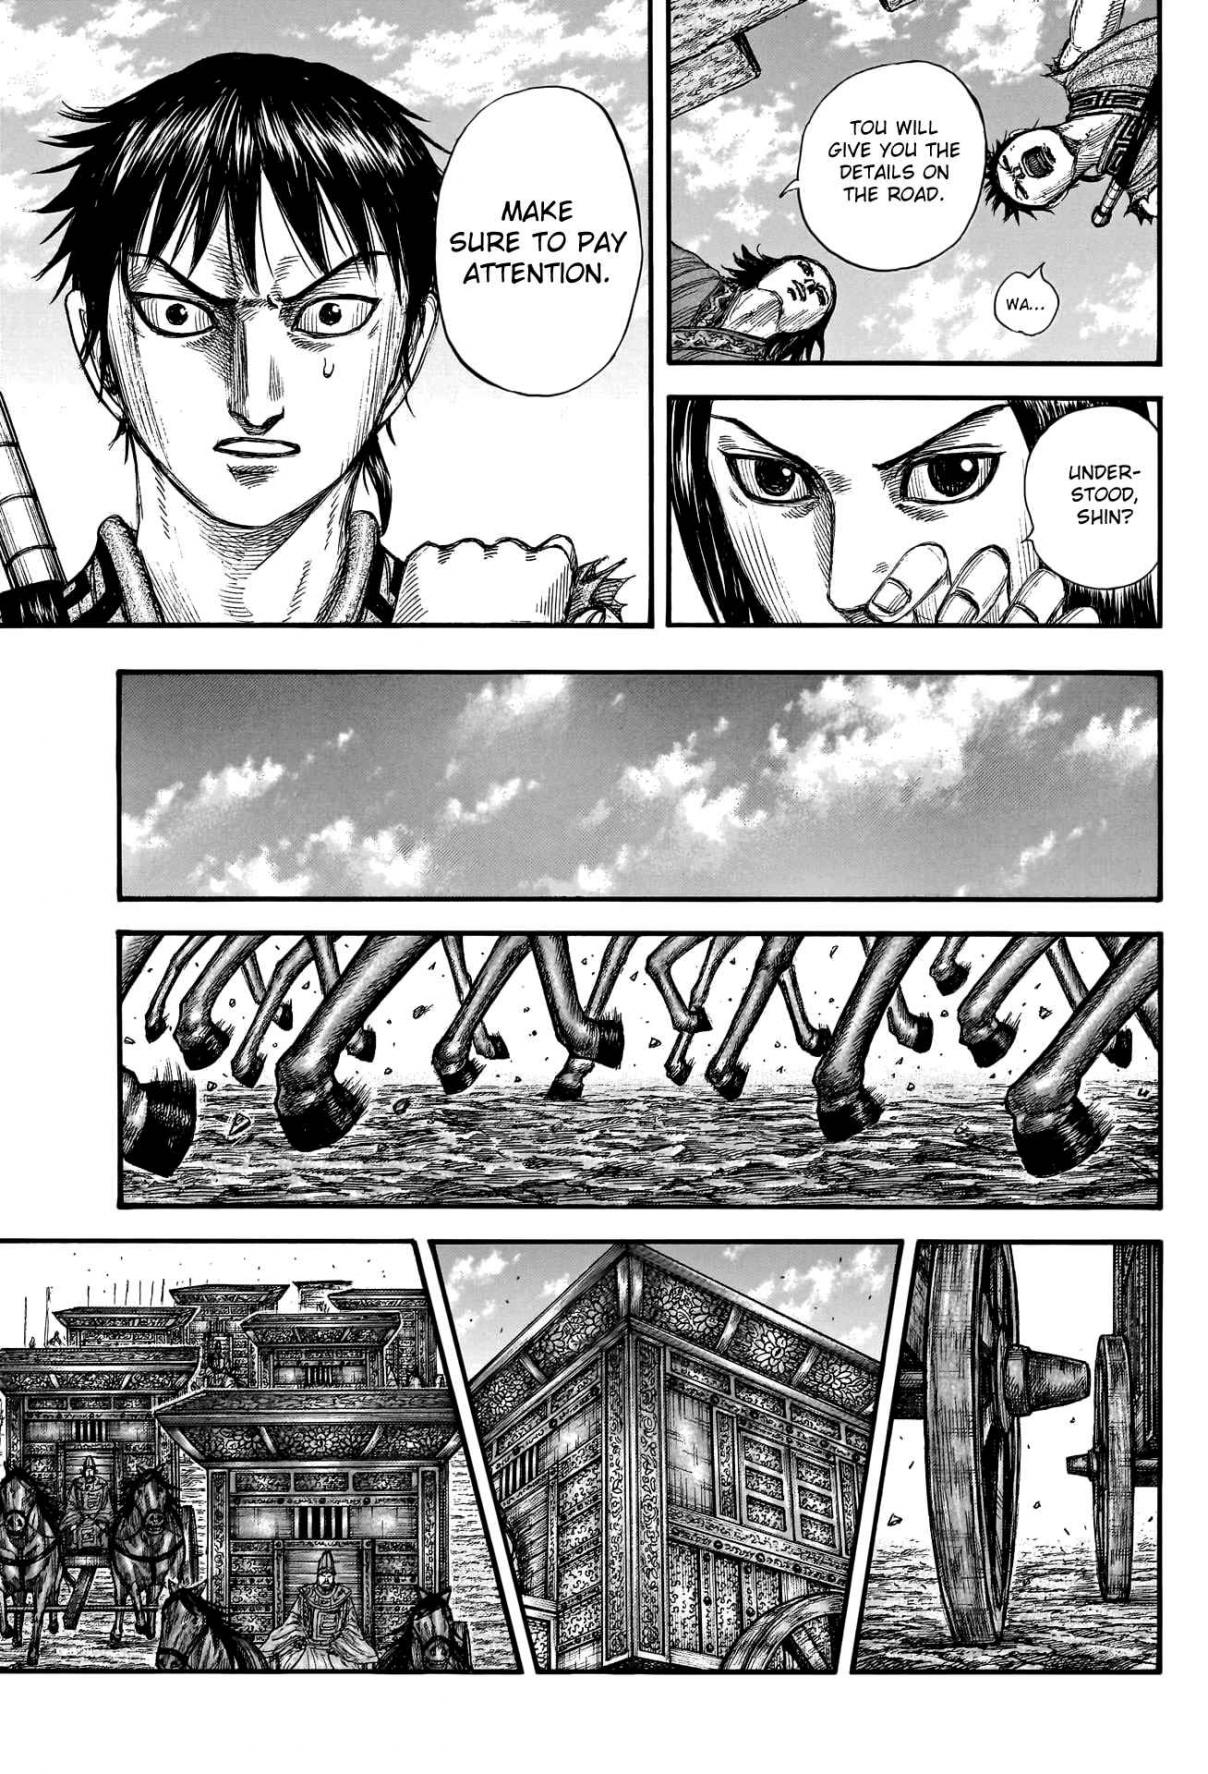 TOU WILL
GIVE YOU THE
DETAILS ON
THE ROAD.
WA...
UNDER-
STOOD,
SHIN?
MAKE
SURE TO PAY
ATTENTION.